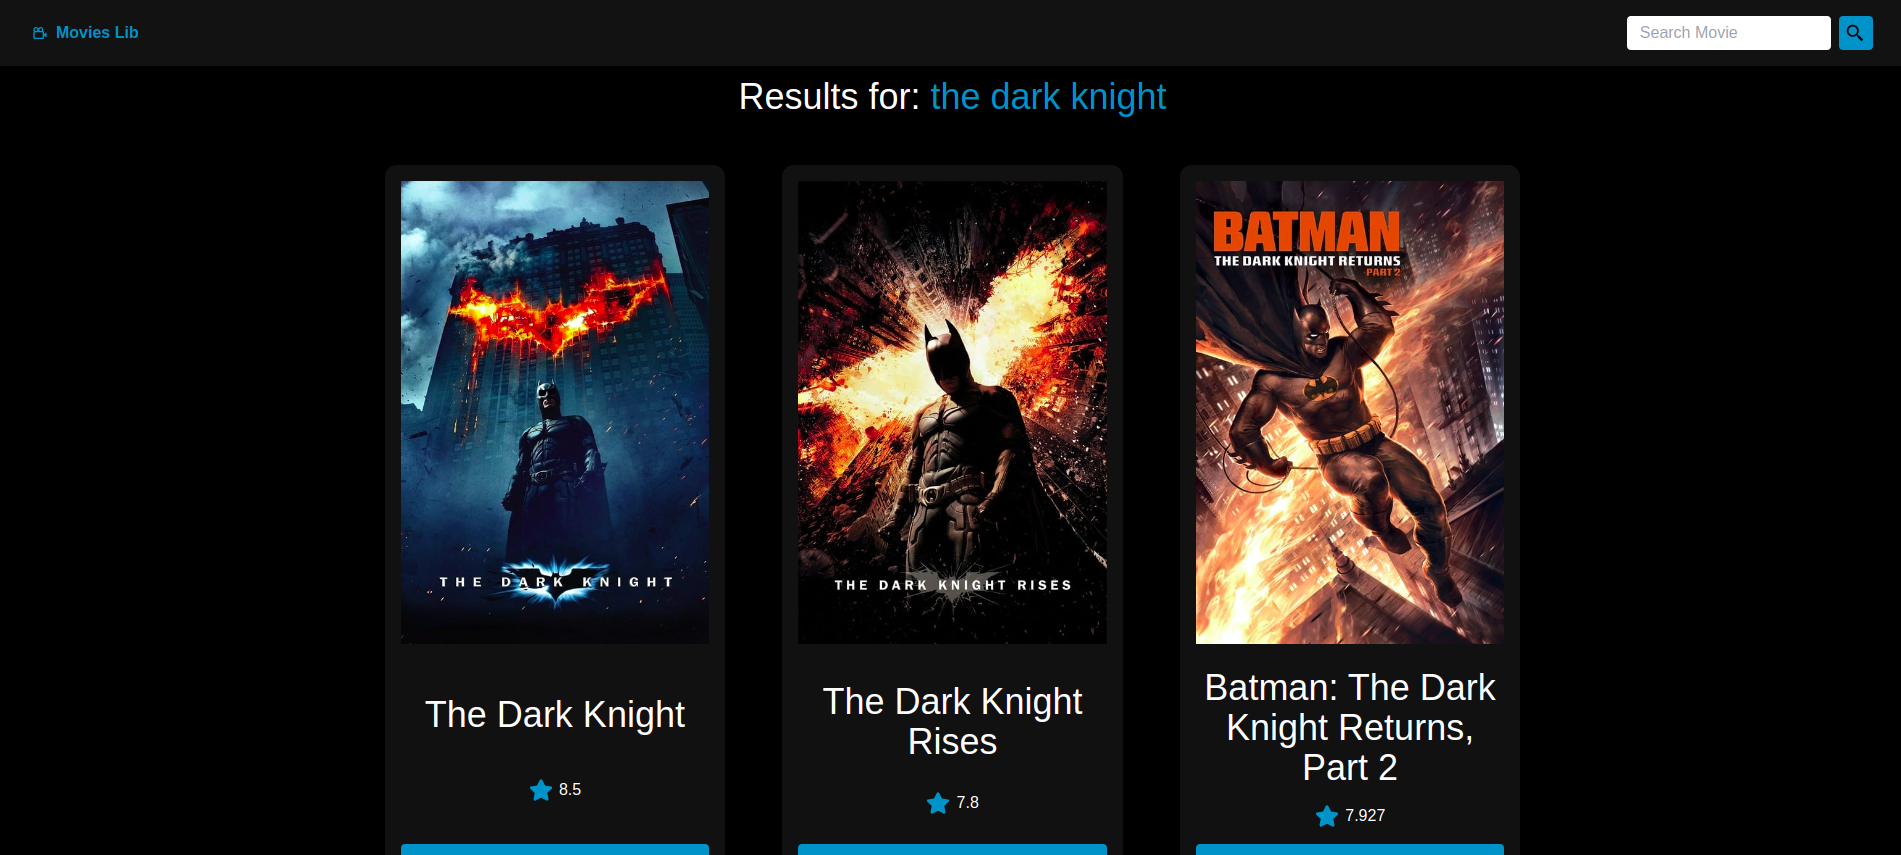 Movies Lib
Search Movie
Results for: the dark knight
THE DARK KNIGHT
THE DARK KNIGHT RISES
BATMAN
THE DARK KNIGHT RETURNS
PART 2
The Dark Knight
8.5
The Dark Knight
Rises
7.8
Batman: The Dark
Knight Returns,
Part 2
7.927